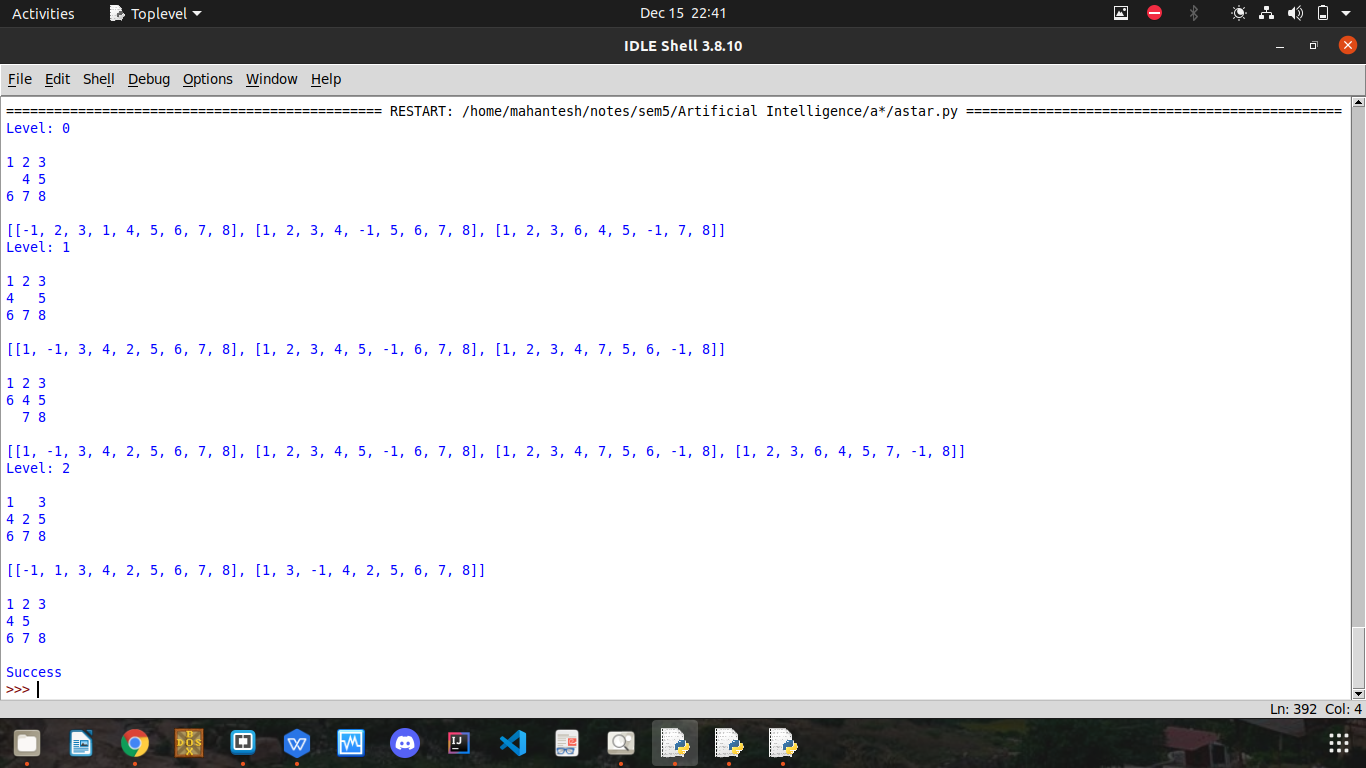 Activities Toplevel Dec 15 22:41
IDLE Shell 3.8.10
File Edit Shell Debug Options Window Help
=============================================== RESTART: /home/mahantesh/notes/sem5/Artificial Intelligence/a*/astar.py ===============================================
Level: 0
1 2 3
  4 5
6 7 8
[[-1, 2, 3, 1, 4, 5, 6, 7, 8], [1, 2, 3, 4, -1, 5, 6, 7, 8], [1, 2, 3, 6, 4, 5, -1, 7, 8]]
Level: 1
1 2 3
4   5
6 7 8
[[1, -1, 3, 4, 2, 5, 6, 7, 8], [1, 2, 3, 4, 5, -1, 6, 7, 8], [1, 2, 3, 4, 7, 5, 6, -1, 8]]
1 2 3
6 4 5
  7 8
[[1, -1, 3, 4, 2, 5, 6, 7, 8], [1, 2, 3, 4, 5, -1, 6, 7, 8], [1, 2, 3, 4, 7, 5, 6, -1, 8], [1, 2, 3, 6, 4, 5, 7, -1, 8]]
Level: 2
1   3
4 2 5
6 7 8
[[-1, 1, 3, 4, 2, 5, 6, 7, 8], [1, 3, -1, 4, 2, 5, 6, 7, 8]]
1 2 3
4 5
6 7 8
Success
>>>
Ln: 392 Col: 4